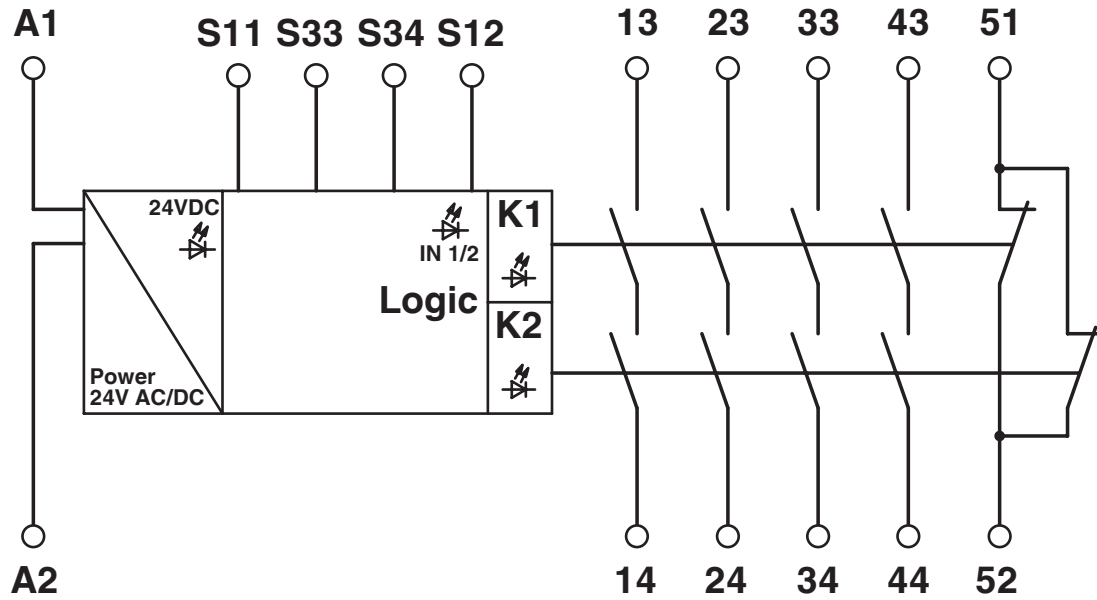 A1 S11 S33 S34 S12 13 23 33 43 51
24VDC
IN 1/2
K1
Logic
K2
Power
24V AC/DC
A2 14 24 34 44 52